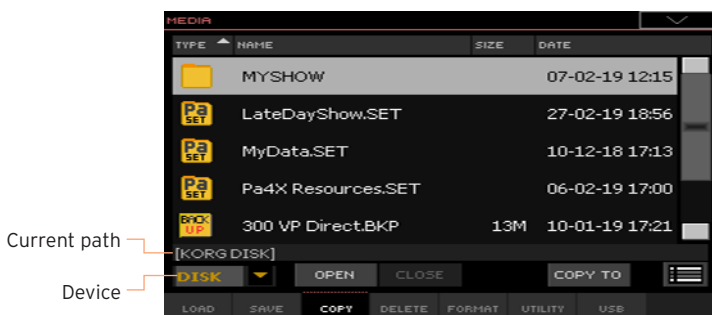 MEDIA
TYPE NAME SIZE DATE
MYSHOW 07-02-19 12:15
Pa SET LateDayShow.SET 27-02-19 18:56
Pa SET MyData.SET 10-12-18 17:13
Pa SET Pa4X Resources.SET 06-02-19 17:00
BACK UP 300 VP Direct.BKP 13M 10-01-19 17:21
Current path
[KORG DISK]
Device
DISK OPEN CLOSE COPY TO
LOAD SAVE COPY DELETE FORMAT UTILITY USB